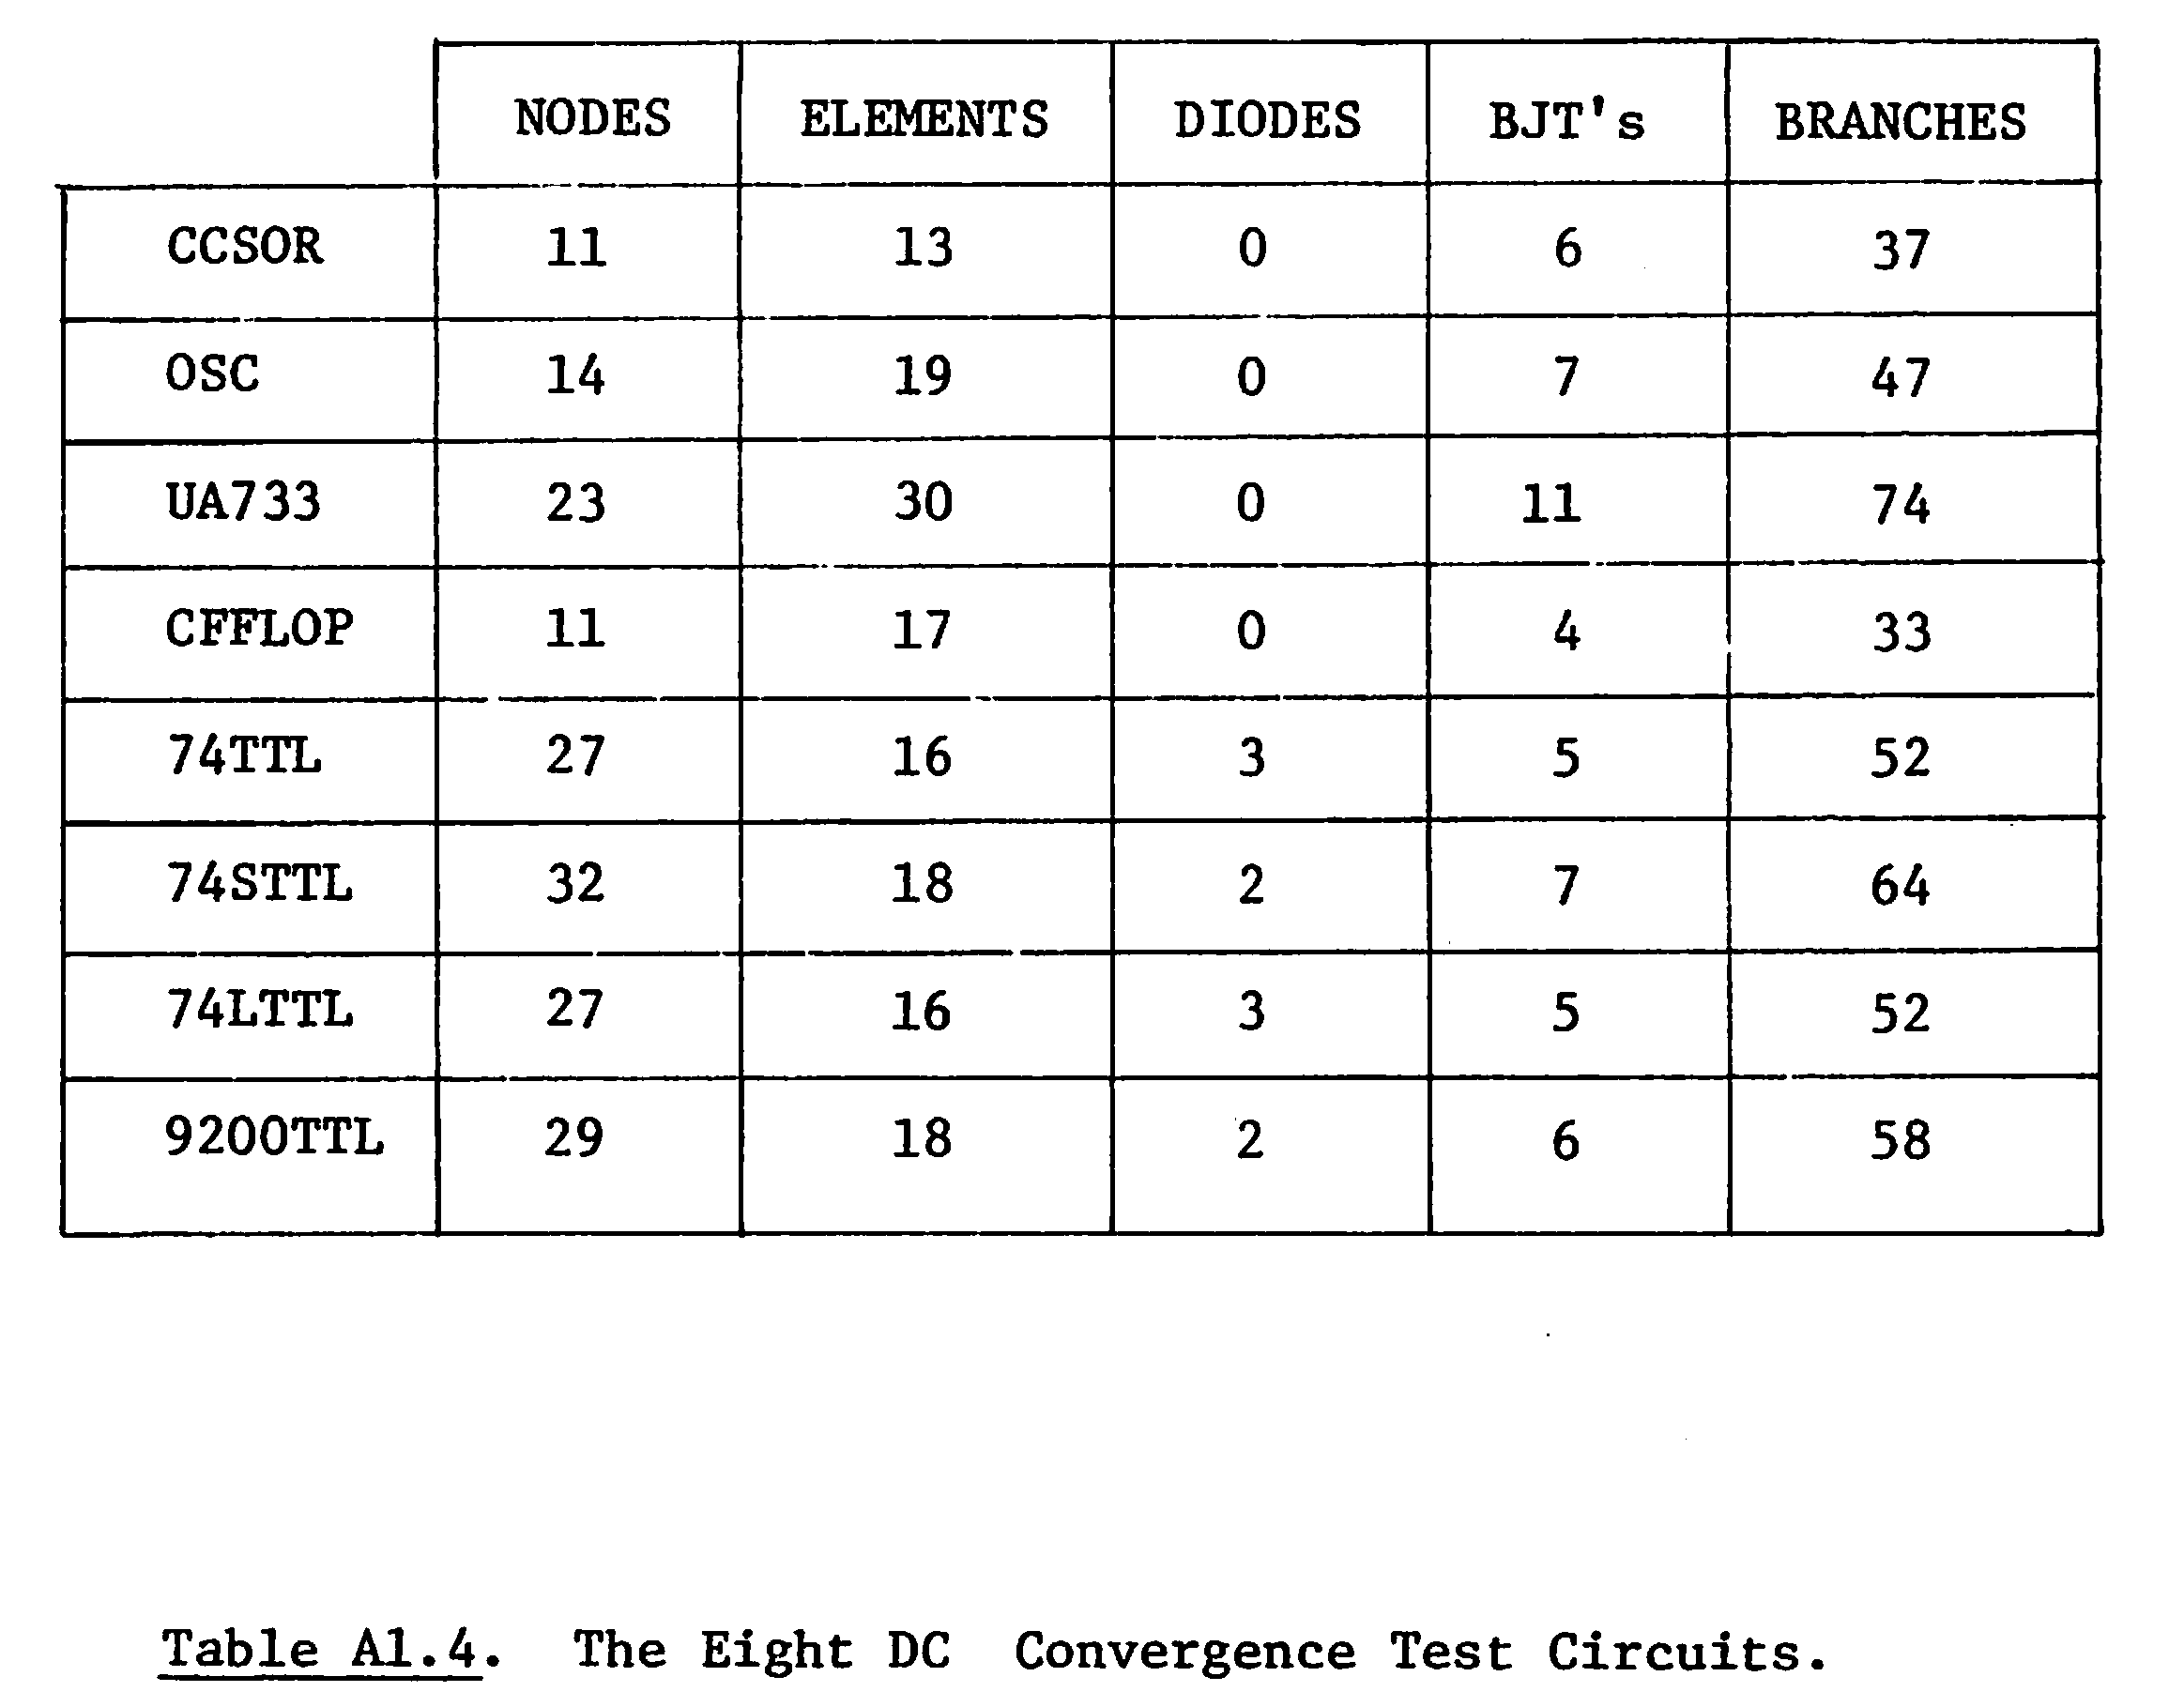 NODES ELEMENTS DIODES BJT's BRANCHES
CCSOR 11 13 0 6 37
OSC 14 19 0 7 47
UA733 23 30 0 11 74
CFFLOP 11 17 0 4 33
74TTL 27 16 3 5 52
74STTL 32 18 2 7 64
74LTTL 27 16 3 5 52
9200TTL 29 18 2 6 58
Table A1.4. The Eight DC Convergence Test Circuits.